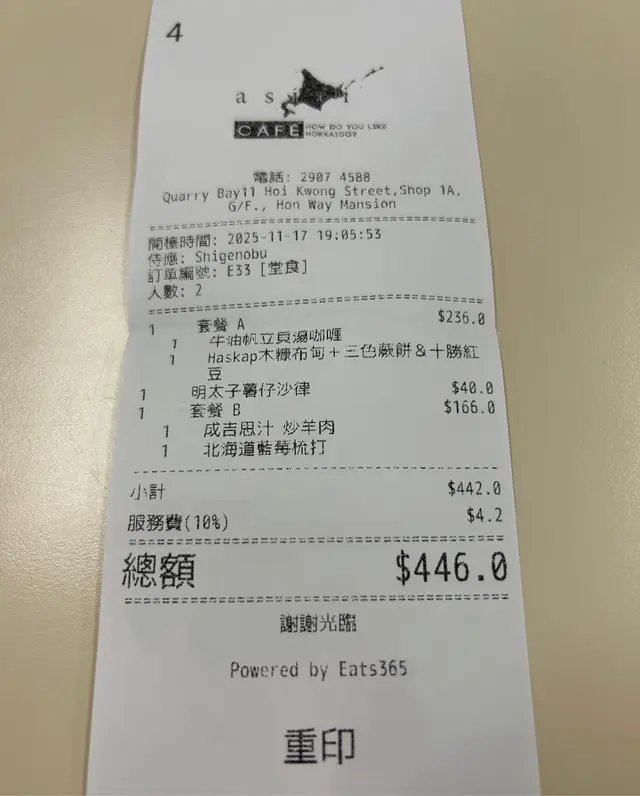 4
CAFE HOW DO YOU LIKE
HOKKAIDO?
電話: 2907 4588
Quarry Bay11 Hoi Kwong Street,Shop 1A,
G/F., Hon Way Mansion
開檯時間: 2025-11-17 19:05:53
侍應: Shigenobu
訂單編號: E33 [堂食]
人數: 2
1 套餐 A $236.0
1 牛油帆立貝湯咖喱
1 Haskap木糠布甸＋三色蕨餅＆十勝紅
豆
1 明太子薯仔沙律 $40.0
1 套餐 B $166.0
1 成吉思汁 炒羊肉
1 北海道藍莓梳打
小計 $442.0
服務費(10%) $4.2
總額 $446.0
謝謝光臨
Powered by Eats365
重印